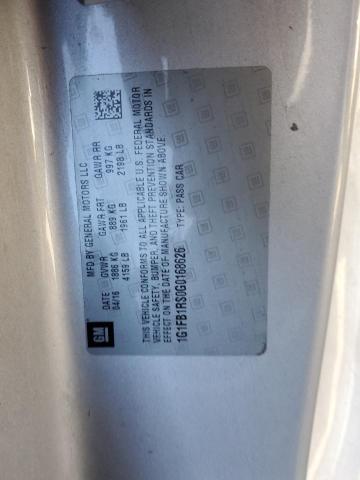 MFD BY GENERAL MOTORS LLC
DATE GVWR GAWR FRT GAWR RR
04/16 1886 KG 889 KG 997 KG
4159 LB 1961 LB 2198 LB
THIS VEHICLE CONFORMS TO ALL APPLICABLE U.S. FEDERAL MOTOR
VEHICLE SAFETY, BUMPER, AND THEFT PREVENTION STANDARDS IN
EFFECT ON THE DATE OF MANUFACTURE SHOWN ABOVE.
1G1FB1RS0G0168626 TYPE: PASS CAR
GM